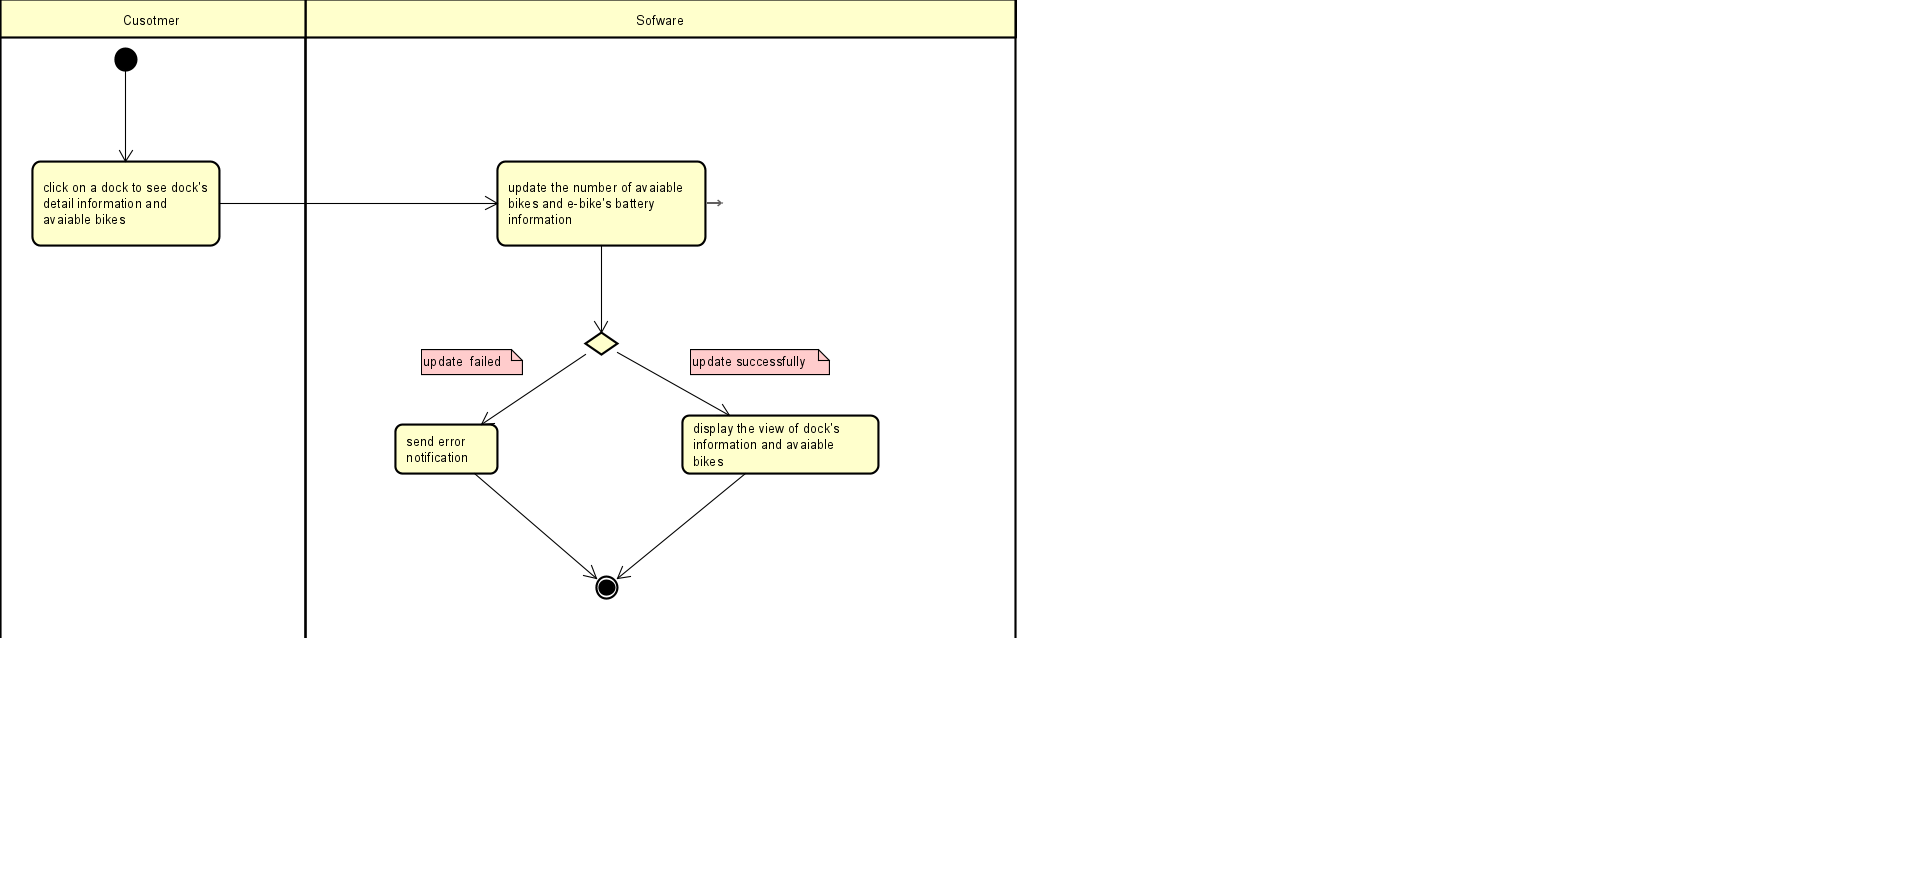 Cusotmer
Sofware
click on a dock to see dock's
detail information and
avaiable bikes
update the number of avaiable
bikes and e-bike's battery
information
update failed
update successfully
send error
notification
display the view of dock's
information and avaiable
bikes